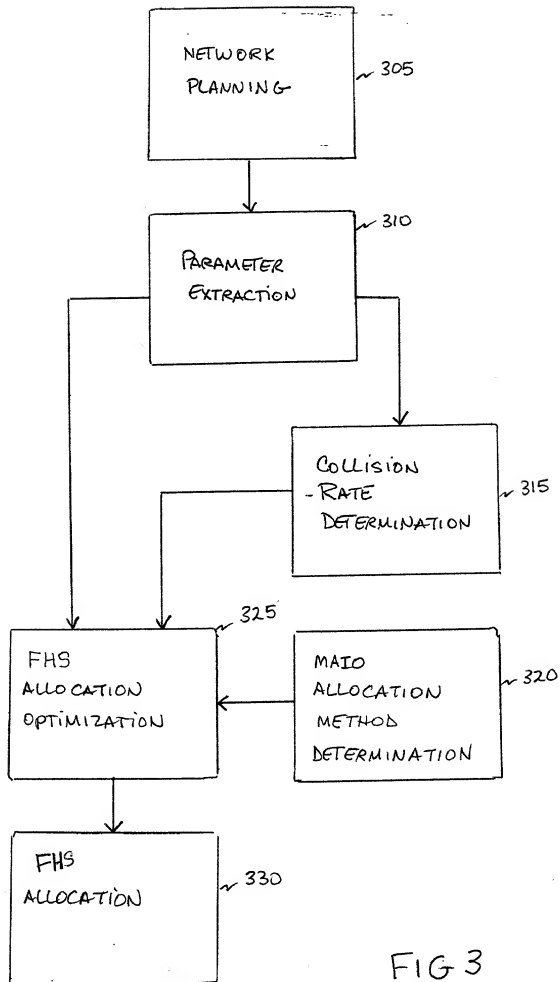 NETWORK
PLANNING
305
310
PARAMETER
EXTRACTION
COLLISION
-RATE
DETERMINATION
315
325
FHS
ALLOCATION
OPTIMIZATION
MAIO
ALLOCATION
METHOD
DETERMINATION
320
FHS
ALLOCATION
330
FIG 3